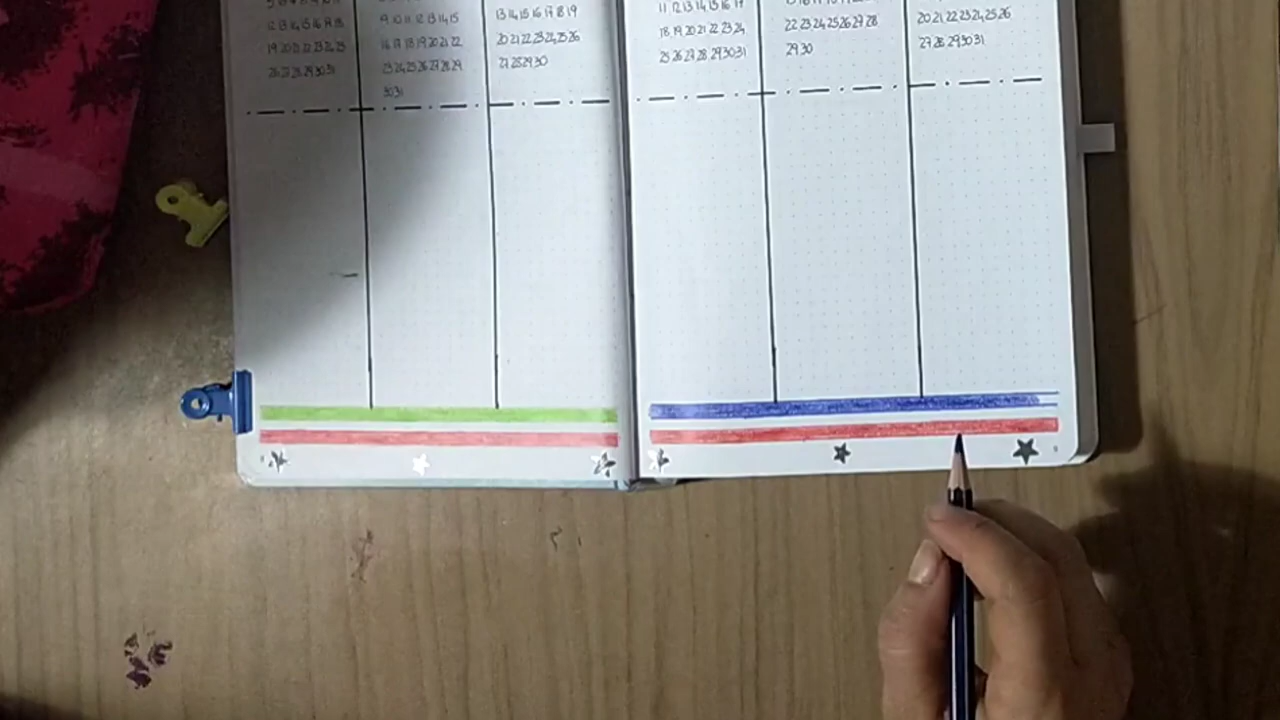 12 13 14 15 16 17 18
19 20 21 22 23 24 25
26 27 28 29 30 31
9 10 11 12 13 14 15
16 17 18 19 20 21 22
23 24 25 26 27 28 29
30 31
13 14 15 16 17 18 19
20 21 22 23 24 25 26
27 28 29 30
11 12 13 14 15 16 17
18 19 20 21 22 23 24
25 26 27 28 29 30 31
22 23 24 25 26 27 28
29 30
20 21 22 23 24 25 26
27 28 29 30 31